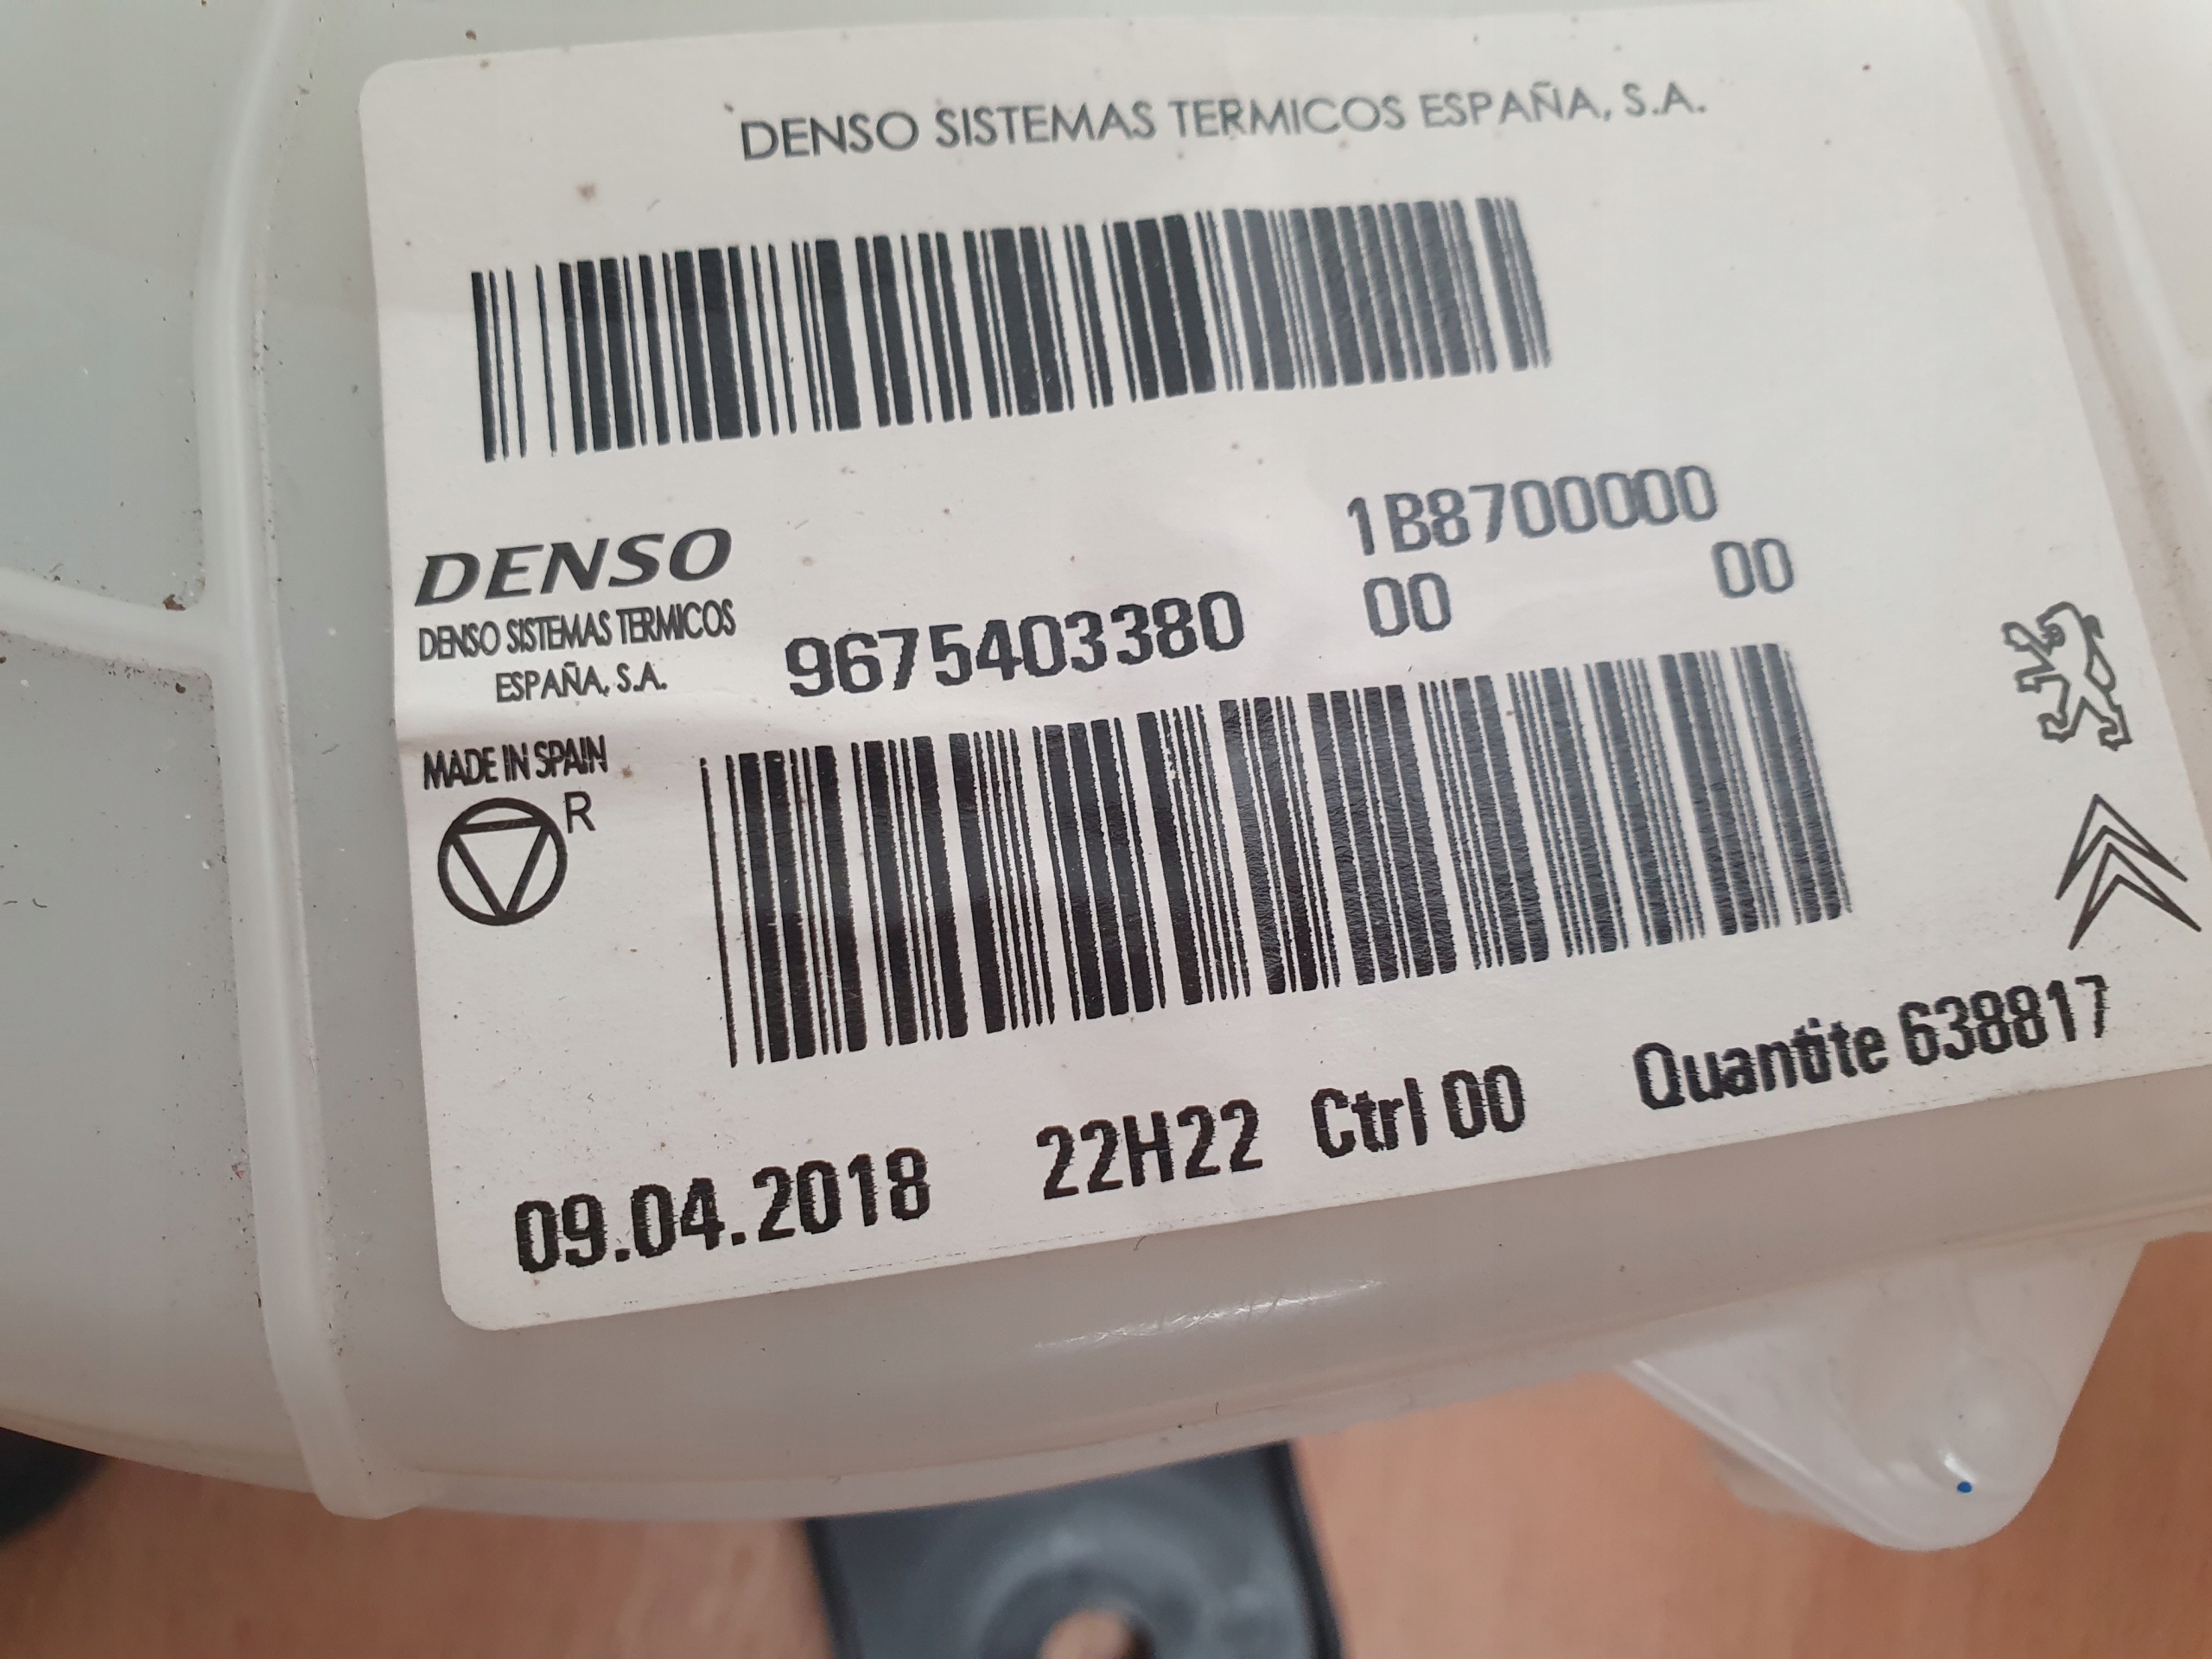 DENSO SISTEMAS TERMICOS ESPAÑA, S.A.
1B8700000
DENSO
DENSO SISTEMAS TERMICOS
ESPAÑA, S.A.
9675403380 00 00
MADE IN SPAIN
R
09.04.2018 22H22 Ctrl 00 Quantite 638817